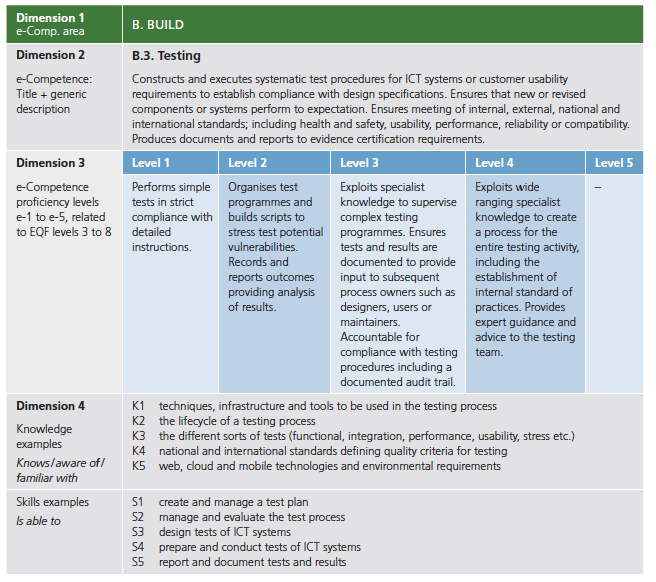 Dimension 1
e-Comp. area
B. BUILD
Dimension 2
e-Competence:
Title + generic
description
B.3. Testing
Constructs and executes systematic test procedures for ICT systems or customer usability
requirements to establish compliance with design specifications. Ensures that new or revised
components or systems perform to expectation. Ensures meeting of internal, external, national and
international standards; including health and safety, usability, performance, reliability or compatibility.
Produces documents and reports to evidence certification requirements.
Dimension 3
e-Competence
proficiency levels
e-1 to e-5, related
to EQF levels 3 to 8
Level 1
Performs simple
tests in strict
compliance with
detailed
instructions.
Level 2
Organises test
programmes and
builds scripts to
stress test potential
vulnerabilities.
Records and
reports outcomes
providing analysis
of results.
Level 3
Exploits specialist
knowledge to supervise
complex testing
programmes. Ensures
tests and results are
documented to provide
input to subsequent
process owners such as
designers, users or
maintainers.
Accountable for
compliance with testing
procedures including a
documented audit trail.
Level 4
Exploits wide
ranging specialist
knowledge to create
a process for the
entire testing activity,
including the
establishment of
internal standard of
practices. Provides
expert guidance and
advice to the testing
team.
Level 5
–
Dimension 4
Knowledge
examples
Knows/aware of/
familiar with
K1 techniques, infrastructure and tools to be used in the testing process
K2 the lifecycle of a testing process
K3 the different sorts of tests (functional, integration, performance, usability, stress etc.)
K4 national and international standards defining quality criteria for testing
K5 web, cloud and mobile technologies and environmental requirements
Skills examples
Is able to
S1 create and manage a test plan
S2 manage and evaluate the test process
S3 design tests of ICT systems
S4 prepare and conduct tests of ICT systems
S5 report and document tests and results